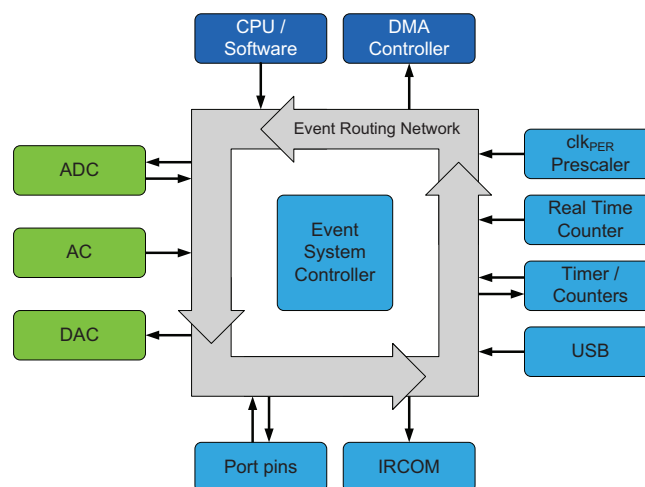 CPU /
Software
DMA
Controller
Event Routing Network
ADC
clkPER
Prescaler
Real Time
Counter
AC
Event
System
Controller
Timer /
Counters
DAC
USB
Port pins
IRCOM